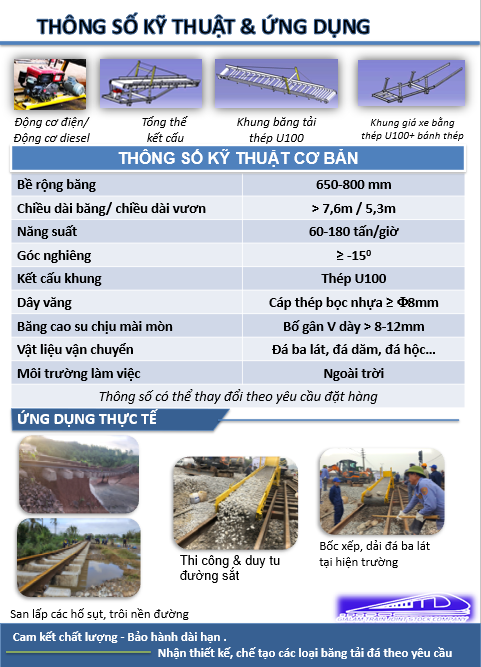 THÔNG SỐ KỸ THUẬT & ỨNG DỤNG
Động cơ điện/
Động cơ diesel
Tổng thể
kết cấu
Khung băng tải
thép U100
Khung giá xe bằng
thép U100+ bánh thép
THÔNG SỐ KỸ THUẬT CƠ BẢN
Bề rộng băng 650-800 mm
Chiều dài băng/ chiều dài vươn > 7,6m / 5,3m
Năng suất 60-180 tấn/giờ
Góc nghiêng ≥ -15⁰
Kết cấu khung Thép U100
Dây văng Cáp thép bọc nhựa ≥ Φ8mm
Băng cao su chịu mài mòn Bố gân V dày > 8-12mm
Vật liệu vận chuyển Đá ba lát, đá dăm, đá hộc...
Môi trường làm việc Ngoài trời
Thông số có thể thay đổi theo yêu cầu đặt hàng
ỨNG DỤNG THỰC TẾ
Thi công & duy tu
đường sắt
Bốc xếp, dải đá ba lát
tại hiện trường
San lấp các hố sụt, trôi nền đường
GIALAM TRAIN JOINT STOCK COMPANY
Cam kết chất lượng - Bảo hành dài hạn .
Nhận thiết kế, chế tạo các loại băng tải đá theo yêu cầu